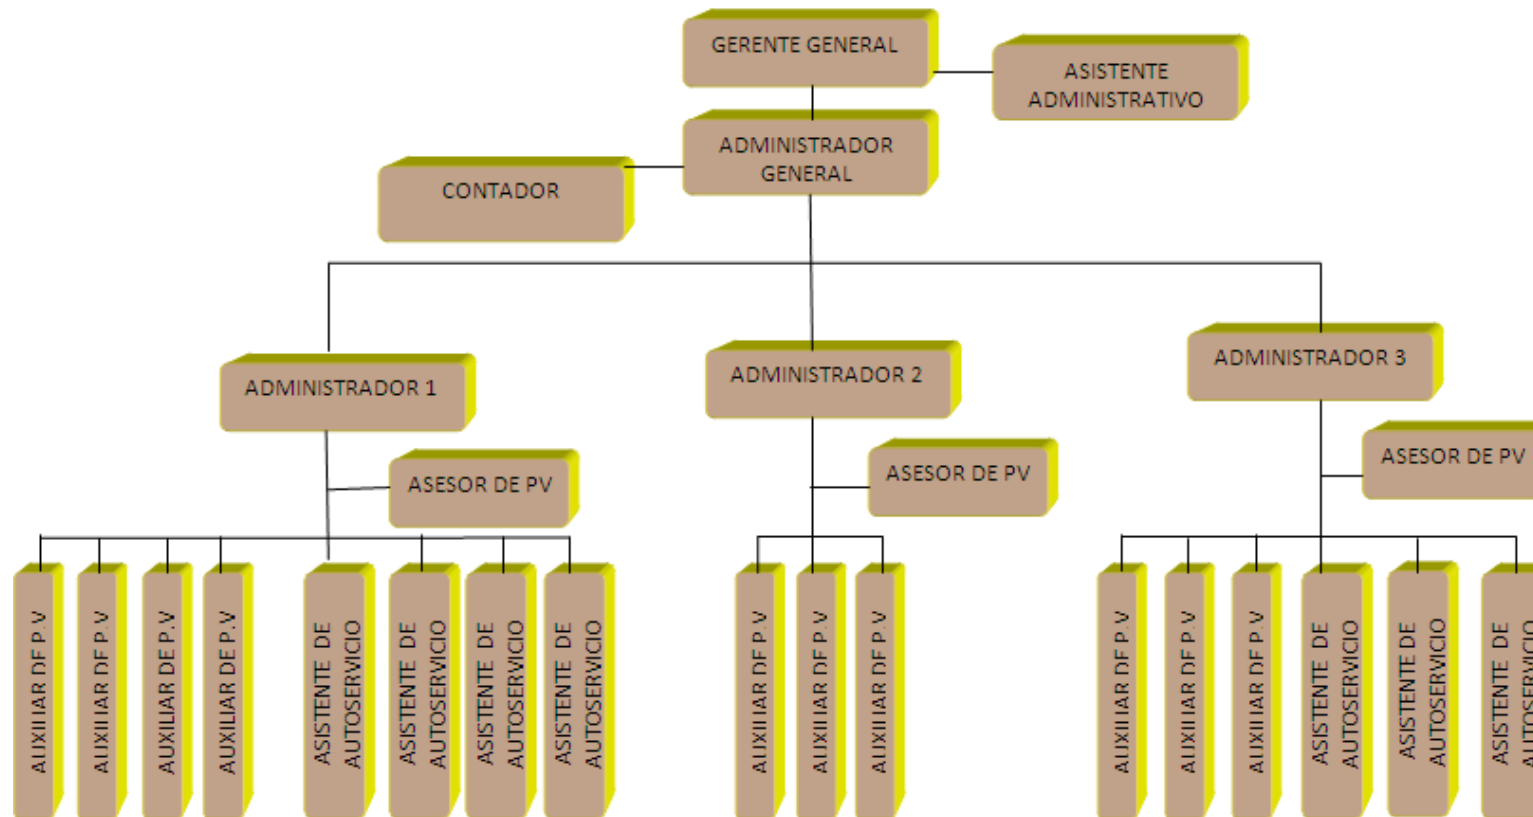 GERENTE GENERAL
ASISTENTE
ADMINISTRATIVO
ADMINISTRADOR
GENERAL
CONTADOR
ADMINISTRADOR 1
ADMINISTRADOR 2
ADMINISTRADOR 3
ASESOR DE PV
ASESOR DE PV
ASESOR DE PV
AUXILIAR DE P.V
AUXILIAR DE P.V
AUXILIAR DE P.V
AUXILIAR DE P.V
ASISTENTE DE
AUTOSERVICIO
ASISTENTE DE
AUTOSERVICIO
ASISTENTE DE
AUTOSERVICIO
ASISTENTE DE
AUTOSERVICIO
AUXILIAR DE P.V
AUXILIAR DE P.V
AUXILIAR DE P.V
AUXILIAR DE P.V
AUXILIAR DE P.V
AUXILIAR DE P.V
ASISTENTE DE
AUTOSERVICIO
ASISTENTE DE
AUTOSERVICIO
ASISTENTE DE
AUTOSERVICIO